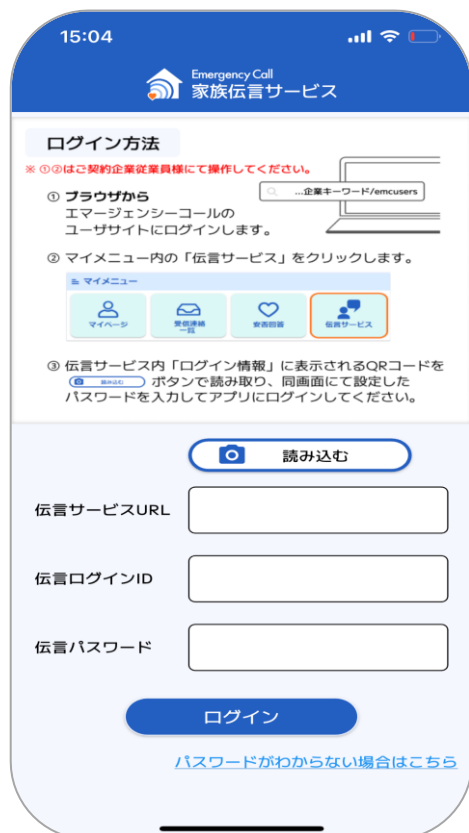 15:04
Emergency Call
家族伝言サービス
ログイン方法
※ ①②はご契約企業従業員様にて操作してください。
① ブラウザから
エマージェンシーコールの
ユーザサイトにログインします。
...企業キーワード/emcusers
② マイメニュー内の「伝言サービス」をクリックします。
マイメニュー
マイページ
受信連絡
一覧
安否回答
伝言サービス
③ 伝言サービス内「ログイン情報」に表示されるQRコードを
読み込む ボタンで読み取り、同画面にて設定した
パスワードを入力してアプリにログインしてください。
読み込む
伝言サービスURL
伝言ログインID
伝言パスワード
ログイン
パスワードがわからない場合はこちら